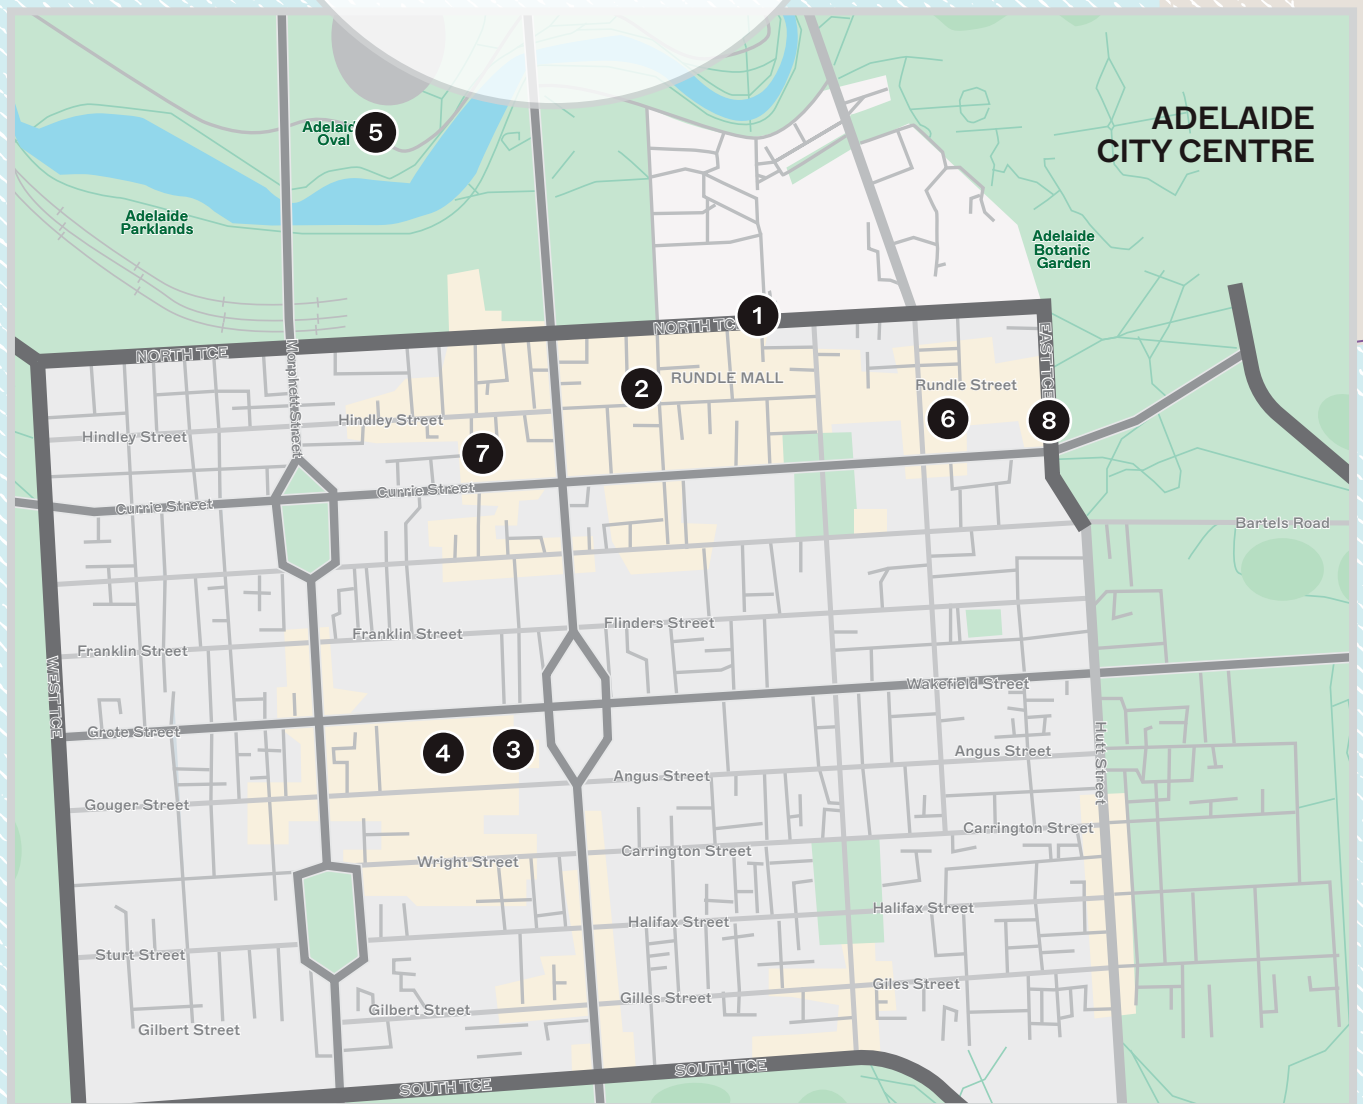 ADELAIDE
CITY CENTRE
5
Adelaide
Oval
Adelaide
Parklands
Adelaide
Botanic
Garden
1
NORTH TCE
NORTH TCE
EAST TCE
Morphett Street
2
RUNDLE MALL
Rundle Street
6
8
Hindley Street
Hindley Street
7
Currie Street
Currie Street
Bartels Road
Flinders Street
Franklin Street
Franklin Street
WEST TCE
Wakefield Street
Grote Street
4
3
Angus Street
Angus Street
Hutt Street
Gouger Street
Carrington Street
Carrington Street
Wright Street
Halifax Street
Halifax Street
Sturt Street
Giles Street
Gilles Street
Gilbert Street
Gilbert Street
SOUTH TCE
SOUTH TCE